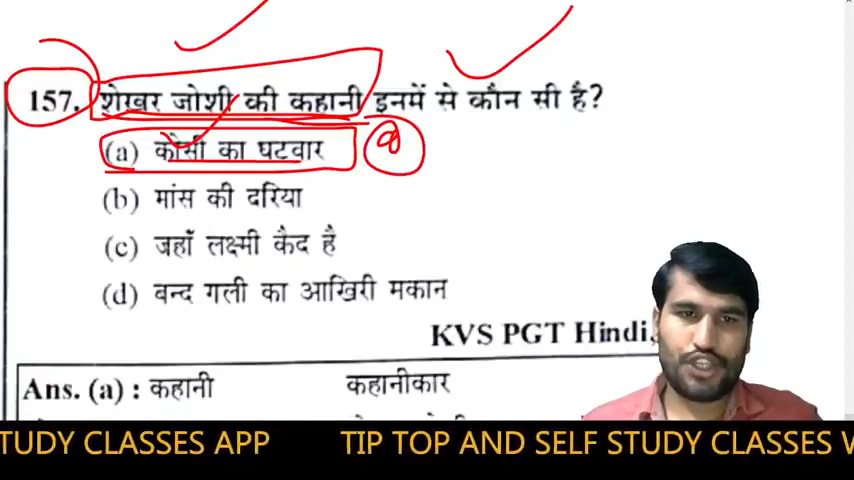 157. शेखर जोशी की कहानी इनमें से कौन सी है?
(a) कोसी का घटवार
(b) मांस की दरिया
(c) जहाँ लक्ष्मी कैद है
(d) बन्द गली का आखिरी मकान
KVS PGT Hindi
Ans. (a) : कहानी कहानीकार
TUDY CLASSES APP TIP TOP AND SELF STUDY CLASSES